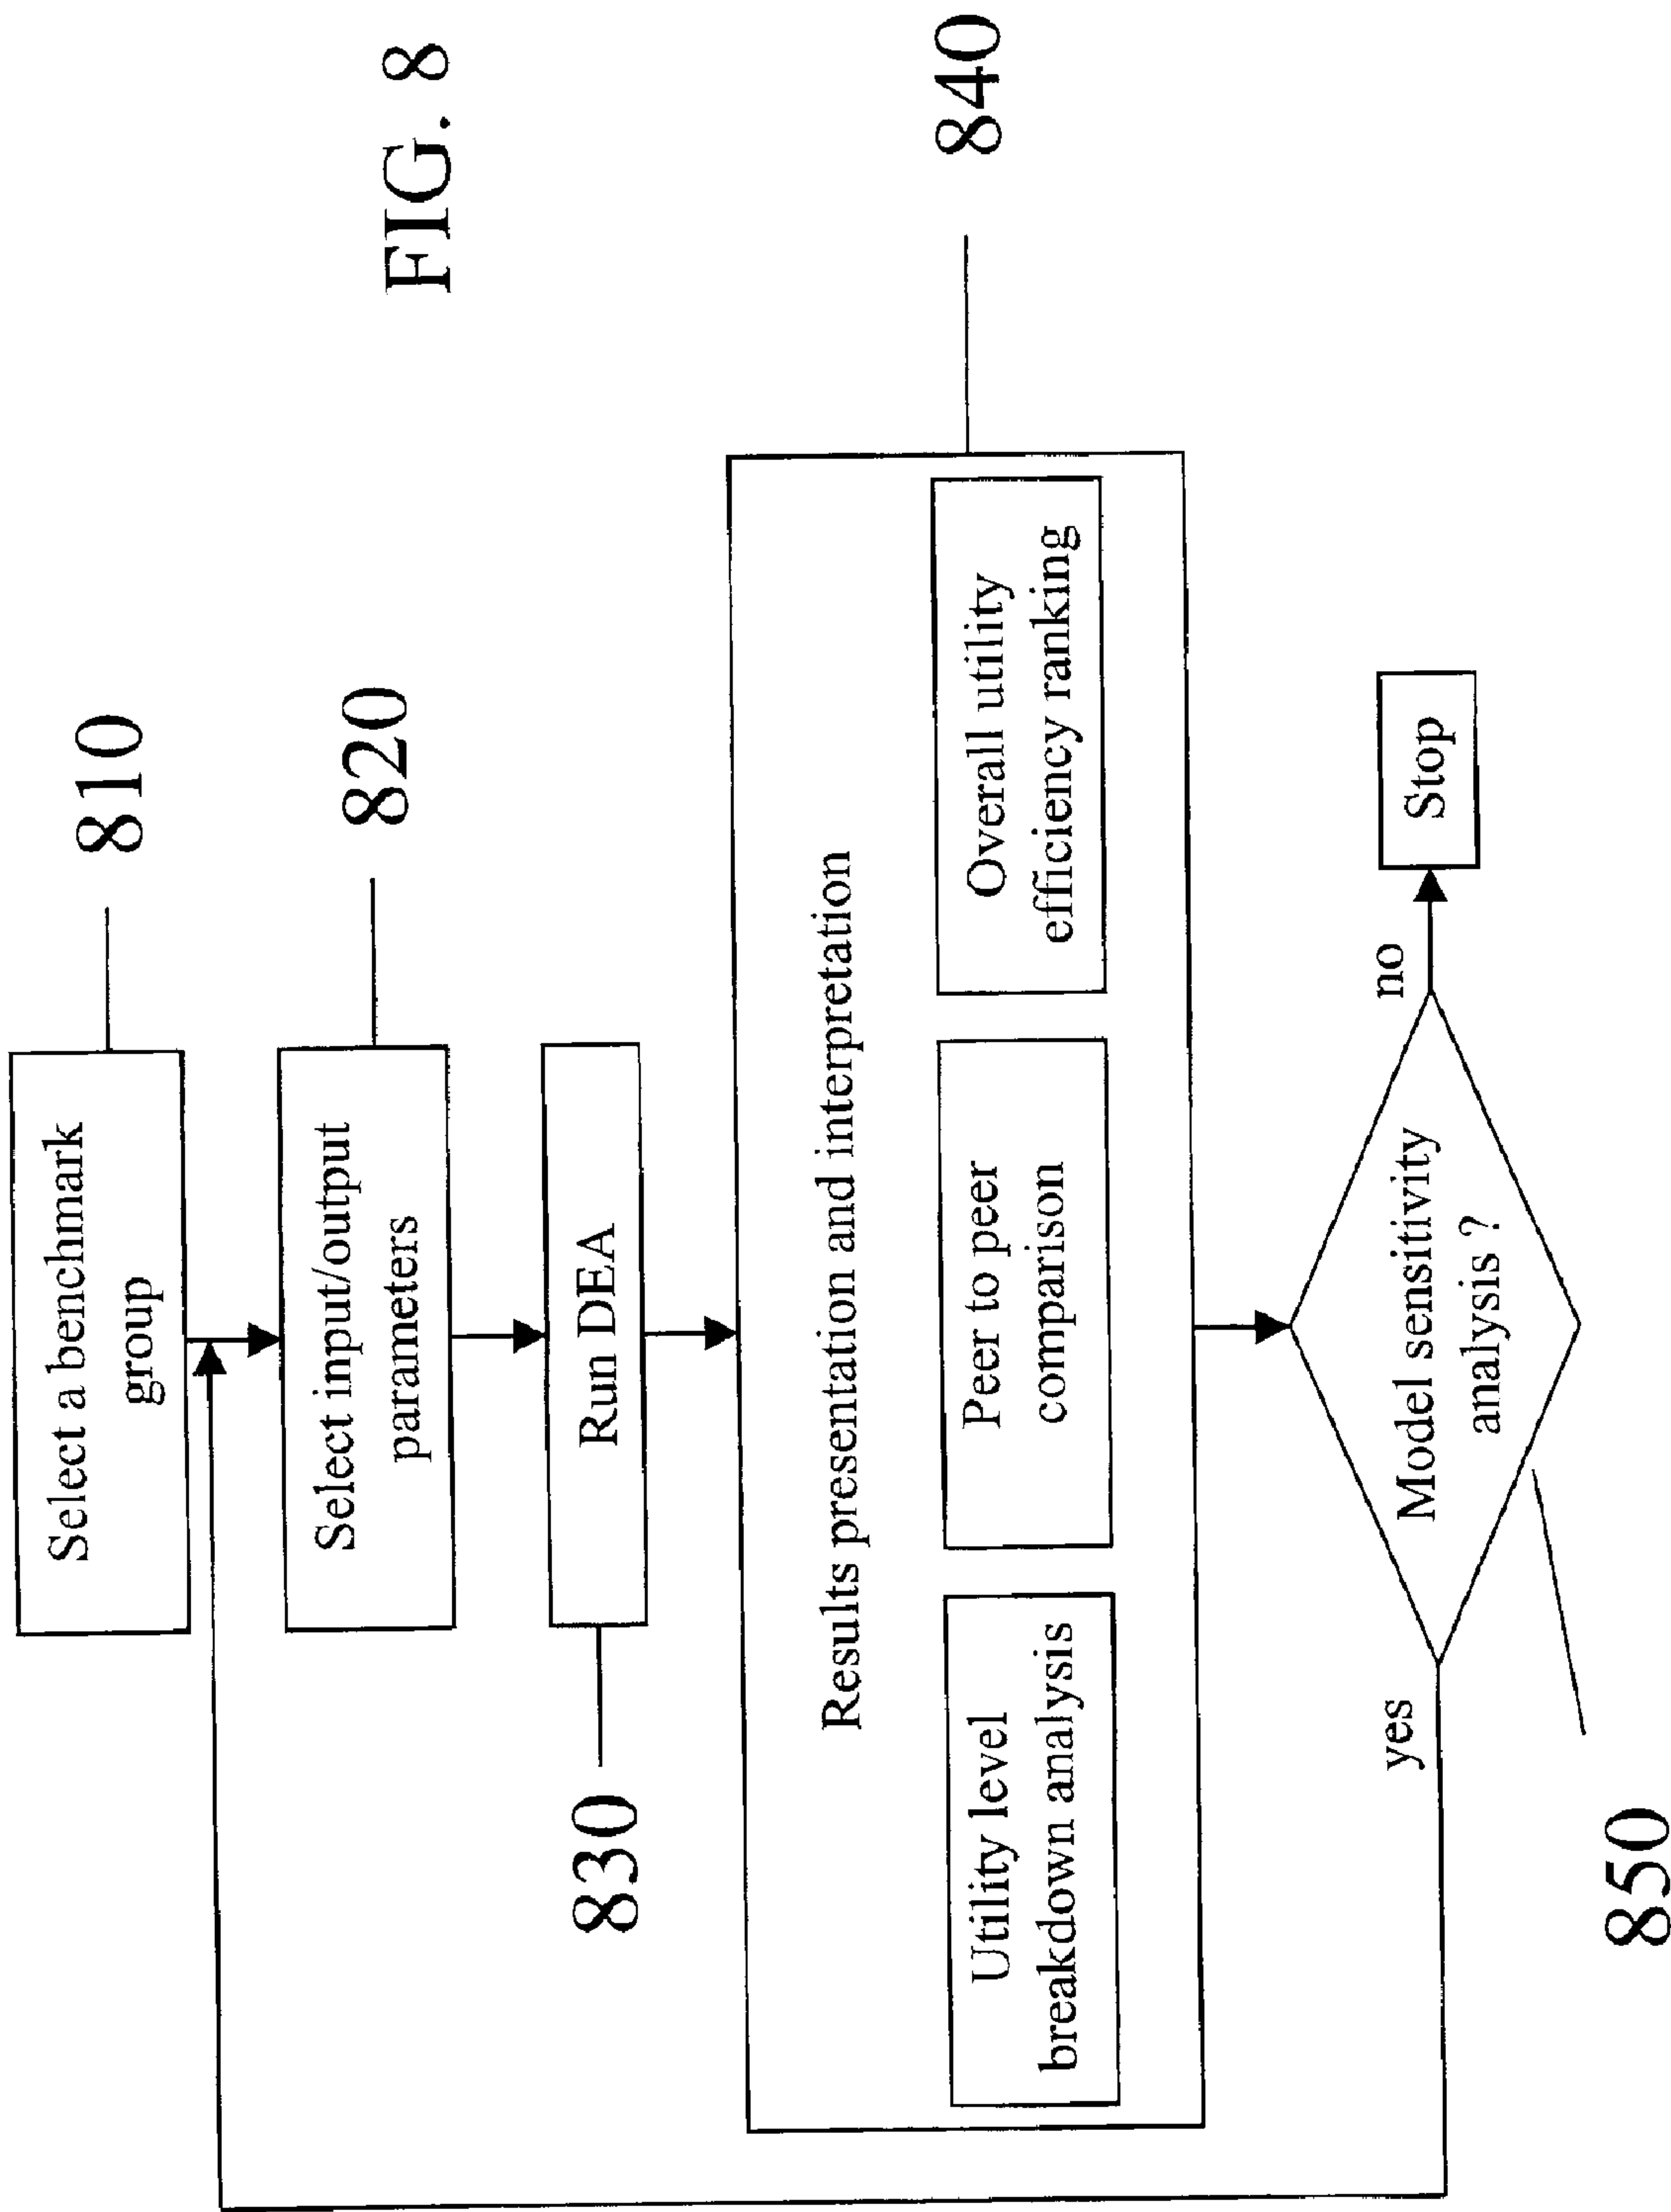 FIG. 8
Select a benchmark
group
810
Select input/output
parameters
820
Run DEA
830
Results presentation and interpretation
840
Utility level
breakdown analysis
Peer to peer
comparison
Overall utility
efficiency ranking
Model sensitivity
analysis ?
yes
no
Stop
850